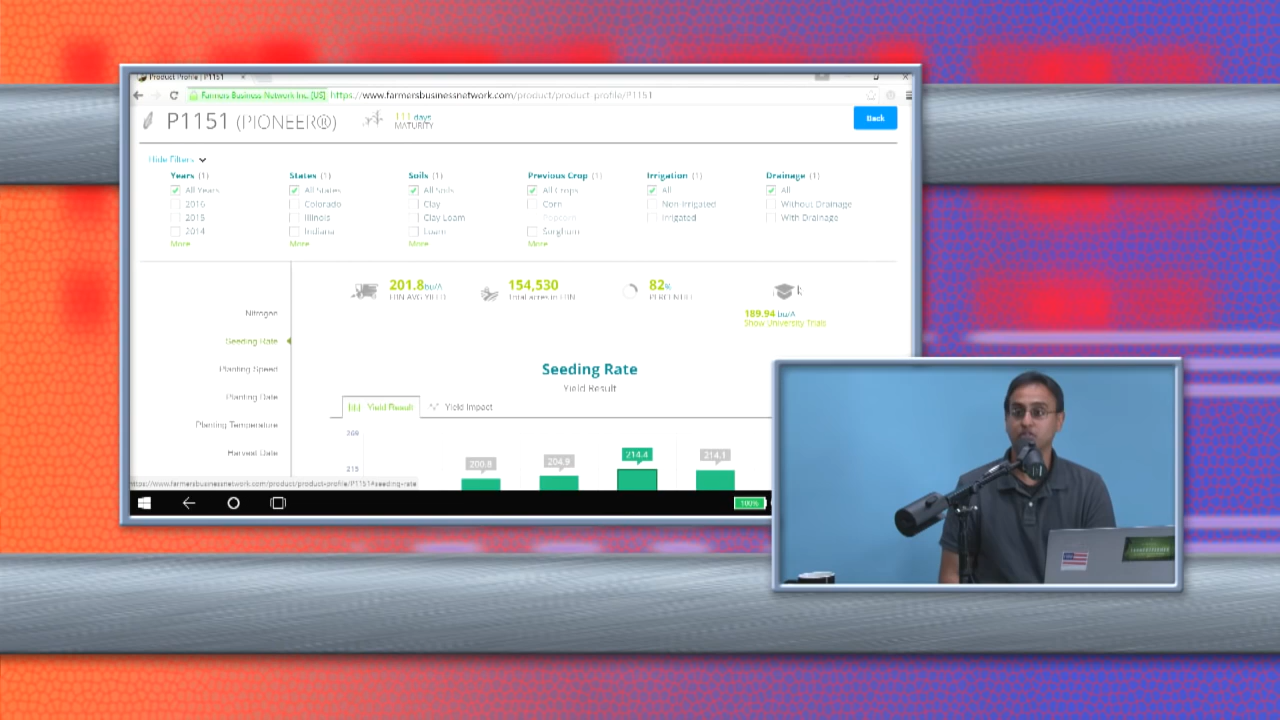 Product Profile | P1151
Farmers Business Network Inc. [US] https://www.farmersbusinessnetwork.com/product/product-profile/P1151
P1151 (PIONEER®)
111 days
MATURITY
Back
Hide Filters
Years (1)
All Years
2016
2015
2014
More
States (1)
All States
Colorado
Illinois
Indiana
More
Soils (1)
All Soils
Clay
Clay Loam
Loam
More
Previous Crop (1)
All Crops
Corn
Popcorn
Sorghum
More
Irrigation (1)
All
Non-Irrigated
Irrigated
Drainage (1)
All
Without Drainage
With Drainage
201.8 bu/A
FBN AVG YIELD
154,530
Total acres in FBN
82%
PERCENTILE
189.94 bu/A
Show University Trials
Nitrogen
Seeding Rate
Planting Speed
Planting Date
Planting Temperature
Harvest Date
Seeding Rate
Yield Result
Yield Result
Yield Impact
269
215
200.8
204.9
214.4
214.1
https://www.farmersbusinessnetwork.com/product/product-profile/P1151#seeding-rate
100%